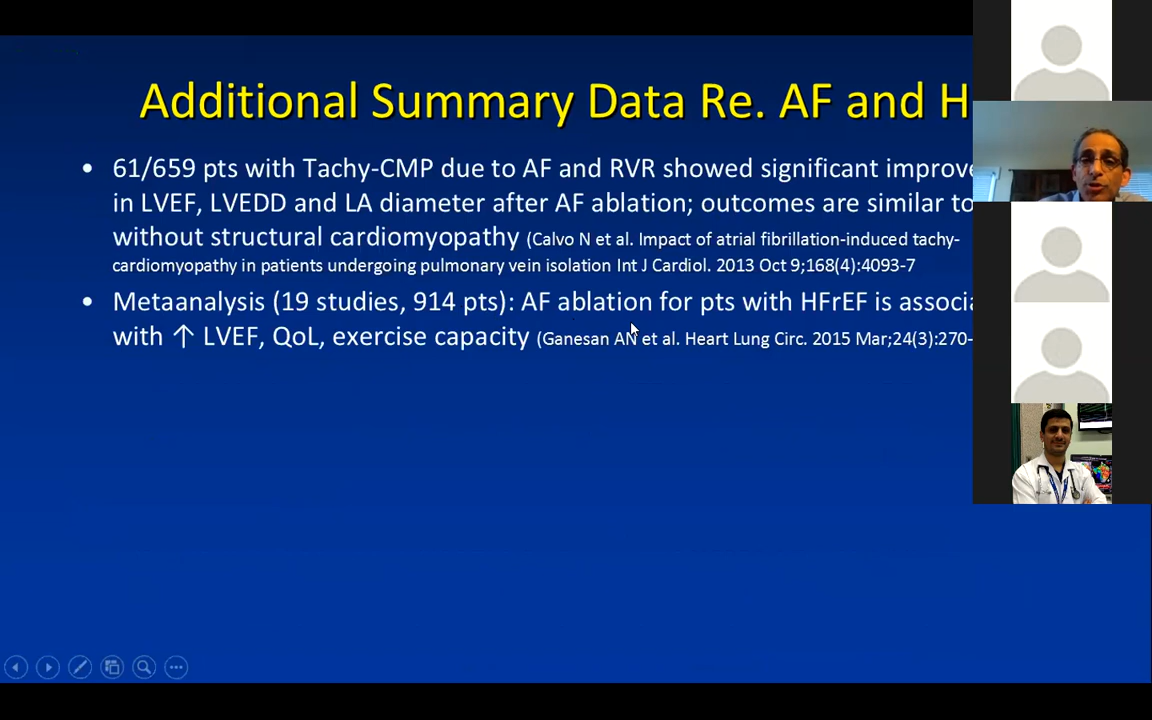 Additional Summary Data Re. AF and H
• 61/659 pts with Tachy-CMP due to AF and RVR showed significant improve
in LVEF, LVEDD and LA diameter after AF ablation; outcomes are similar to
without structural cardiomyopathy (Calvo N et al. Impact of atrial fibrillation-induced tachy-
cardiomyopathy in patients undergoing pulmonary vein isolation Int J Cardiol. 2013 Oct 9;168(4):4093-7
• Metaanalysis (19 studies, 914 pts): AF ablation for pts with HFrEF is associa
with ↑ LVEF, QoL, exercise capacity (Ganesan AN et al. Heart Lung Circ. 2015 Mar;24(3):270-